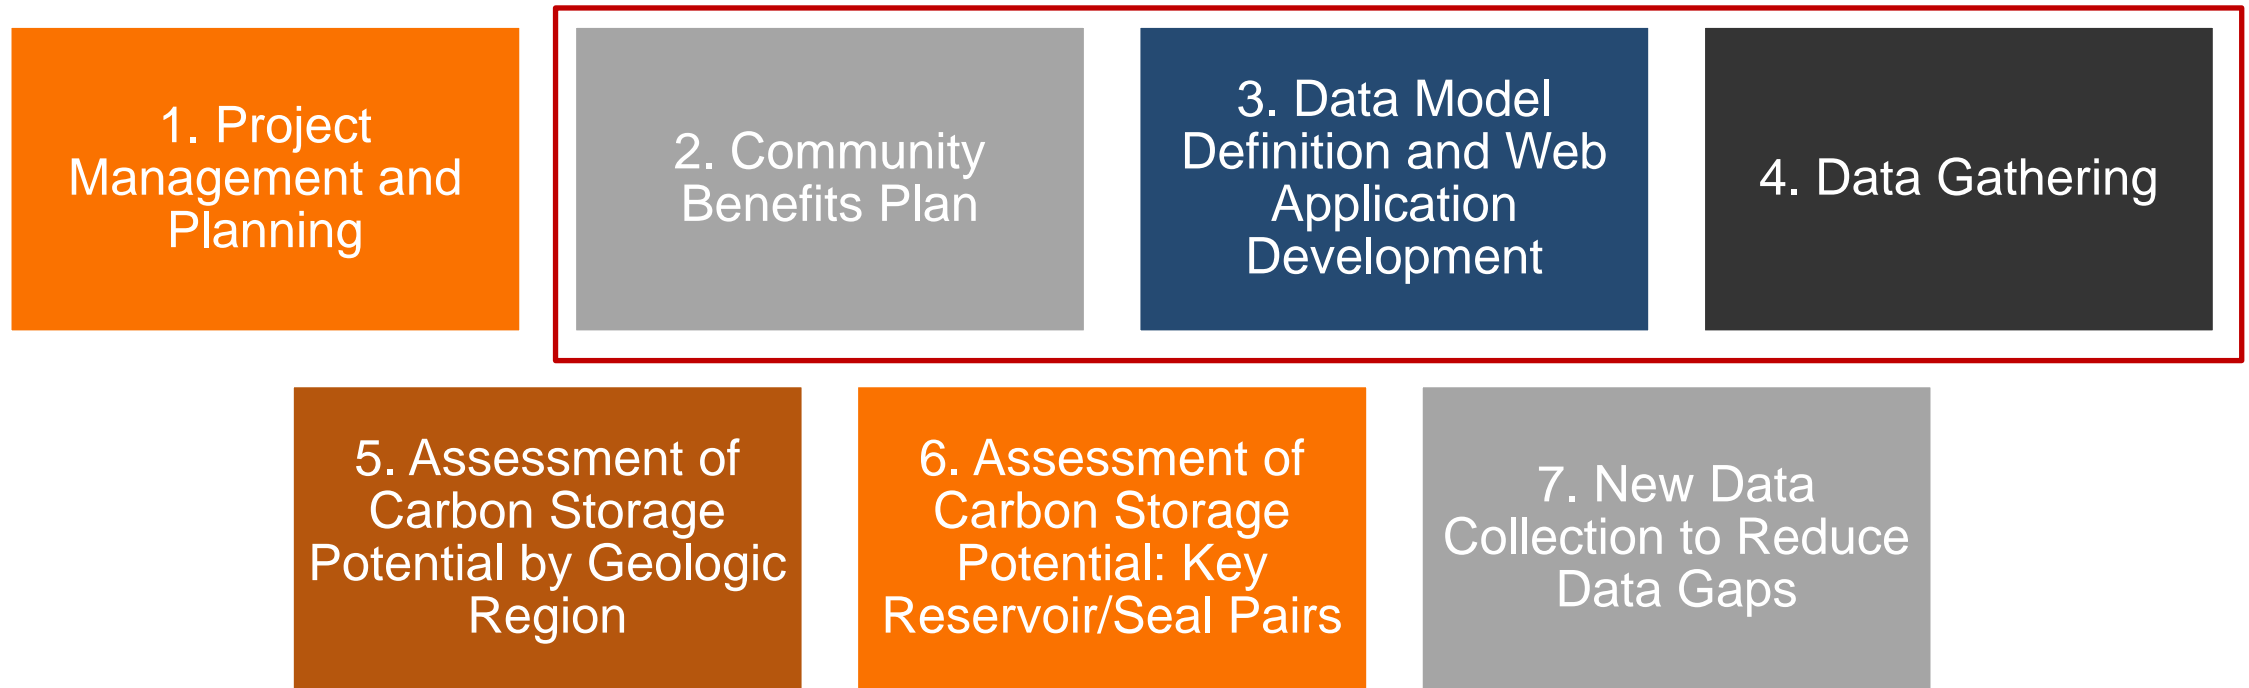 1. Project
Management and
Planning
2. Community
Benefits Plan
3. Data Model
Definition and Web
Application
Development
4. Data Gathering
5. Assessment of
Carbon Storage
Potential by Geologic
Region
6. Assessment of
Carbon Storage
Potential: Key
Reservoir/Seal Pairs
7. New Data
Collection to Reduce
Data Gaps